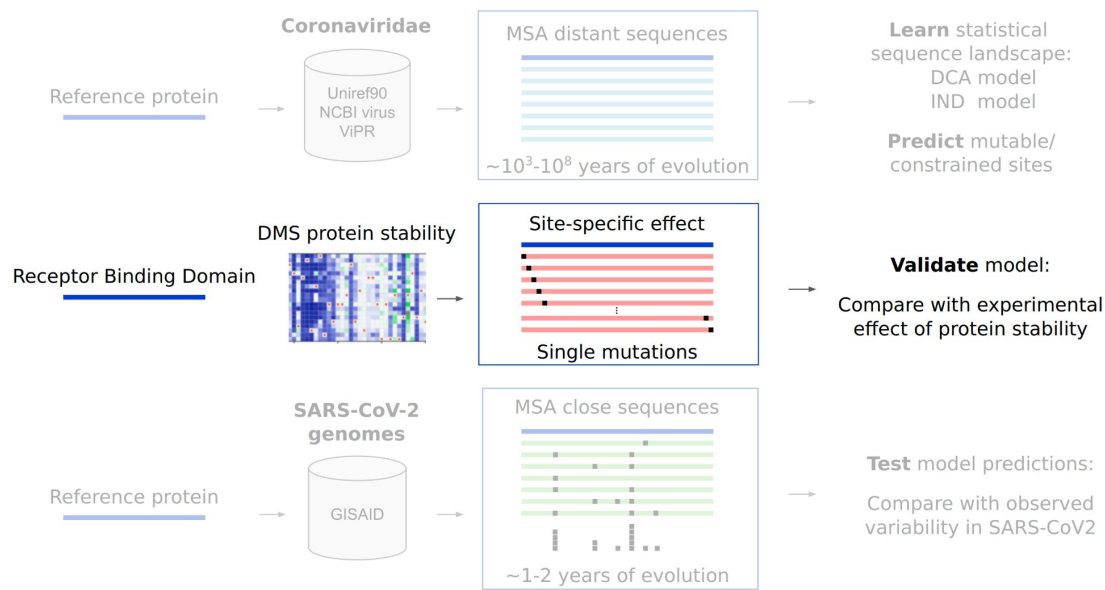 Coronaviridae
Reference protein
Uniref90
NCBI virus
ViPR
MSA distant sequences
~10³-10⁸ years of evolution
Learn statistical
sequence landscape:
DCA model
IND model
Predict mutable/
constrained sites
Receptor Binding Domain
DMS protein stability
Site-specific effect
⋮
Single mutations
Validate model:
Compare with experimental
effect of protein stability
Reference protein
SARS-CoV-2
genomes
GISAID
MSA close sequences
~1-2 years of evolution
Test model predictions:
Compare with observed
variability in SARS-CoV2